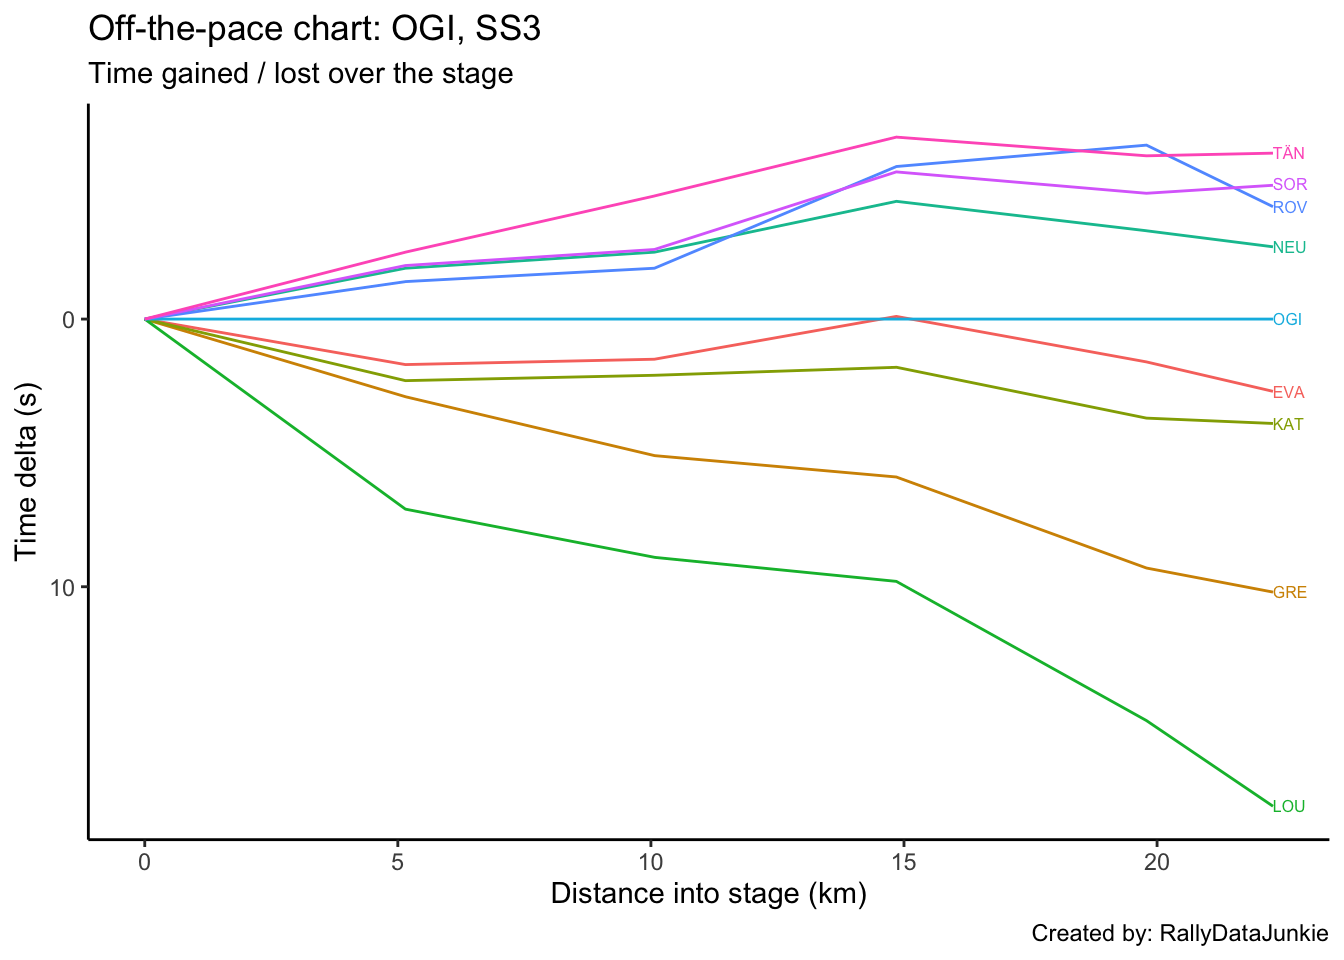 Off-the-pace chart: OGI, SS3
Time gained / lost over the stage
TÄN
SOR
ROV
NEU
0
OGI
EVA
KAT
Time delta (s)
10
GRE
LOU
0 5 10 15 20
Distance into stage (km)
Created by: RallyDataJunkie